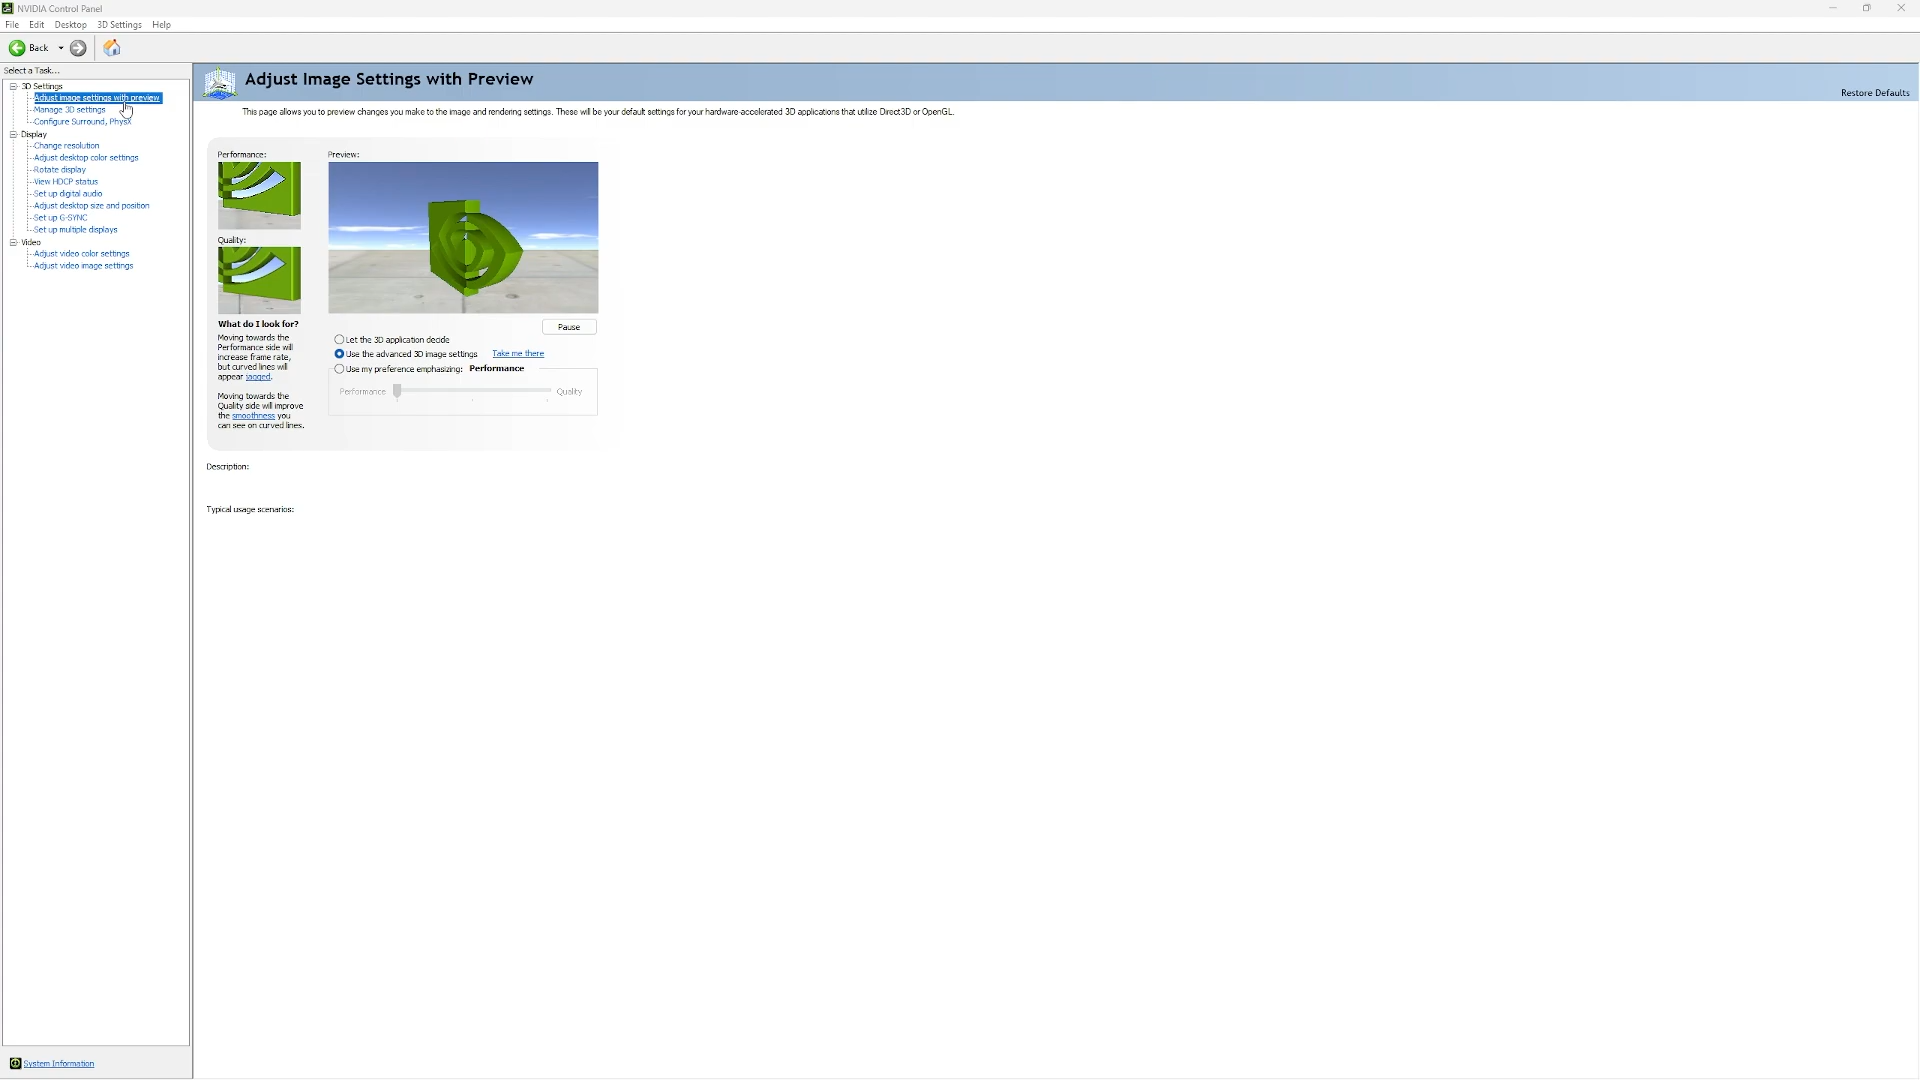 NVIDIA Control Panel
File Edit Desktop 3D Settings Help
Back
Select a Task...
3D Settings
Adjust image settings with preview
Manage 3D settings
Configure Surround, PhysX
Display
Change resolution
Adjust desktop color settings
Rotate display
View HDCP status
Set up digital audio
Adjust desktop size and position
Set up G-SYNC
Set up multiple displays
Video
Adjust video color settings
Adjust video image settings
System Information
Adjust Image Settings with Preview
Restore Defaults
This page allows you to preview changes you make to the image and rendering settings. These will be your default settings for your hardware-accelerated 3D applications that utilize Direct3D or OpenGL.
Performance:
Quality:
What do I look for?
Moving towards the
Performance side will
increase frame rate,
but curved lines will
appear jagged.
Moving towards the
Quality side will improve
the smoothness you
can see on curved lines.
Preview:
Pause
Let the 3D application decide
Use the advanced 3D image settings Take me there
Use my preference emphasizing: Performance
Performance Quality
Description:
Typical usage scenarios: